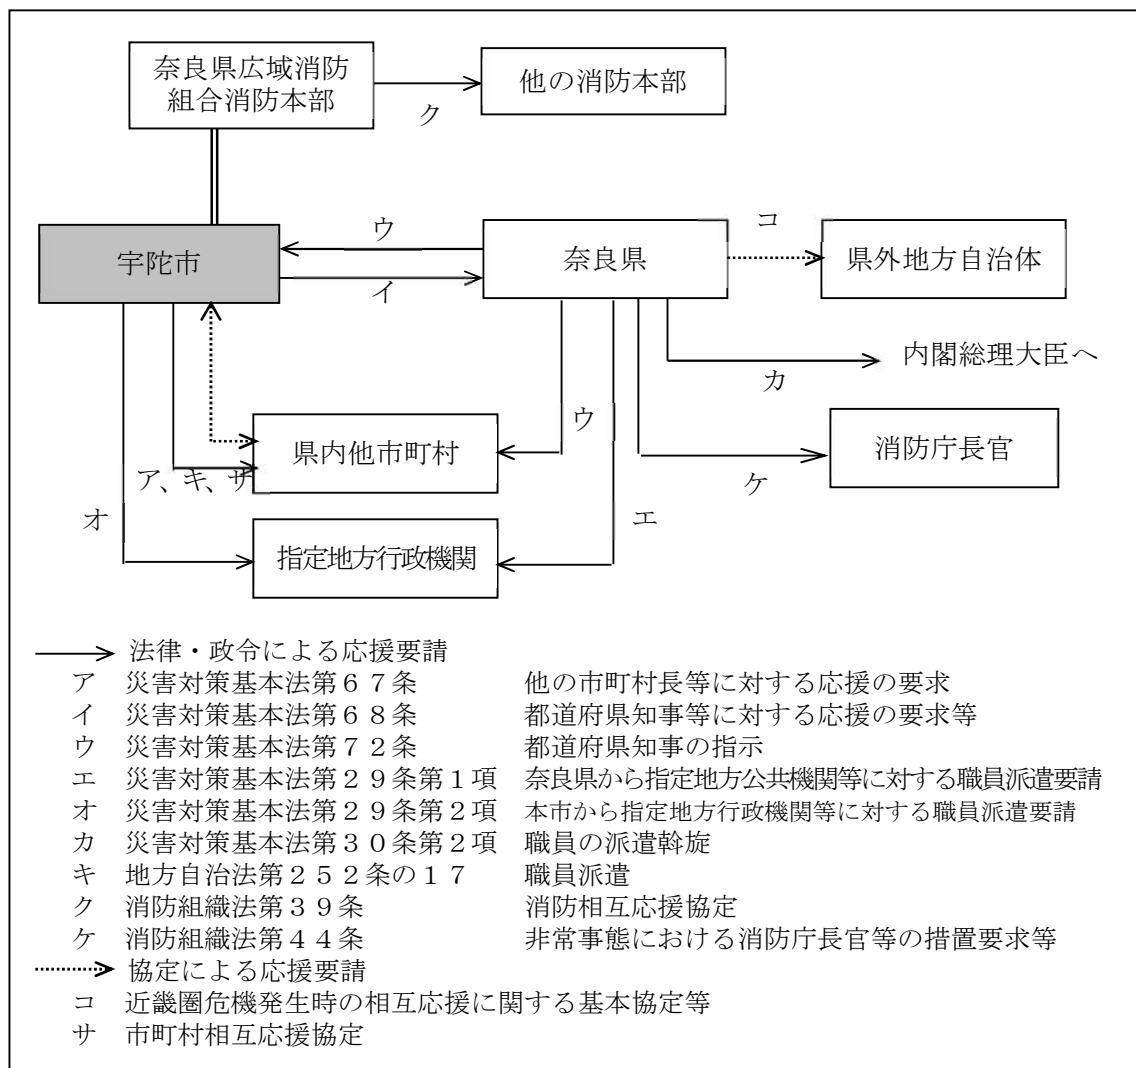 奈良県広域消防
組合消防本部
他の消防本部
ク
宇陀市
ウ
イ
奈良県
コ
県外地方自治体
内閣総理大臣へ
カ
ウ
県内他市町村
消防庁長官
ア、キ、サ
ケ
オ
エ
指定地方行政機関
法律・政令による応援要請
ア 災害対策基本法第67条 他の市町村長等に対する応援の要求
イ 災害対策基本法第68条 都道府県知事等に対する応援の要求等
ウ 災害対策基本法第72条 都道府県知事の指示
エ 災害対策基本法第29条第1項 奈良県から指定地方公共機関等に対する職員派遣要請
オ 災害対策基本法第29条第2項 本市から指定地方行政機関等に対する職員派遣要請
カ 災害対策基本法第30条第2項 職員の派遣斡旋
キ 地方自治法第252条の17 職員派遣
ク 消防組織法第39条 消防相互応援協定
ケ 消防組織法第44条 非常事態における消防庁長官等の措置要求等
協定による応援要請
コ 近畿圏危機発生時の相互応援に関する基本協定等
サ 市町村相互応援協定